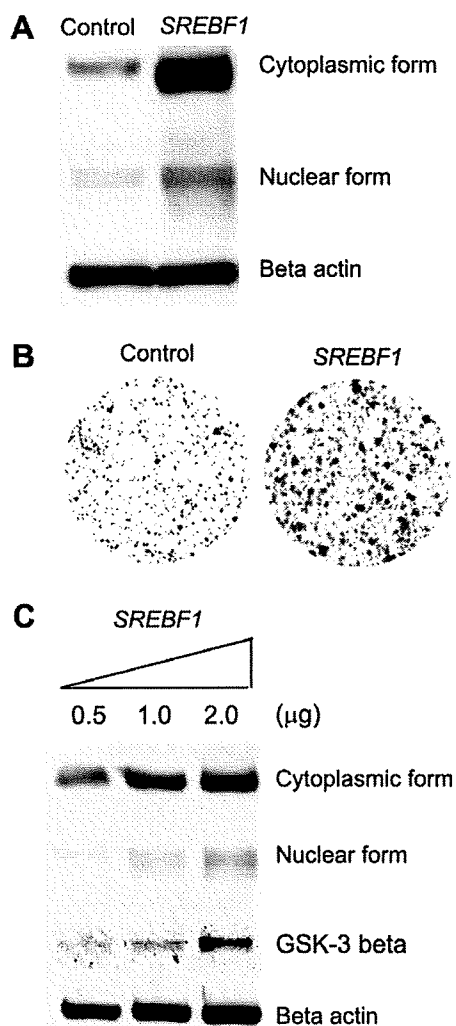 A
Control SREBF1
Cytoplasmic form
Nuclear form
Beta actin
B
Control SREBF1
C
SREBF1
0.5 1.0 2.0 (μg)
Cytoplasmic form
Nuclear form
GSK-3 beta
Beta actin